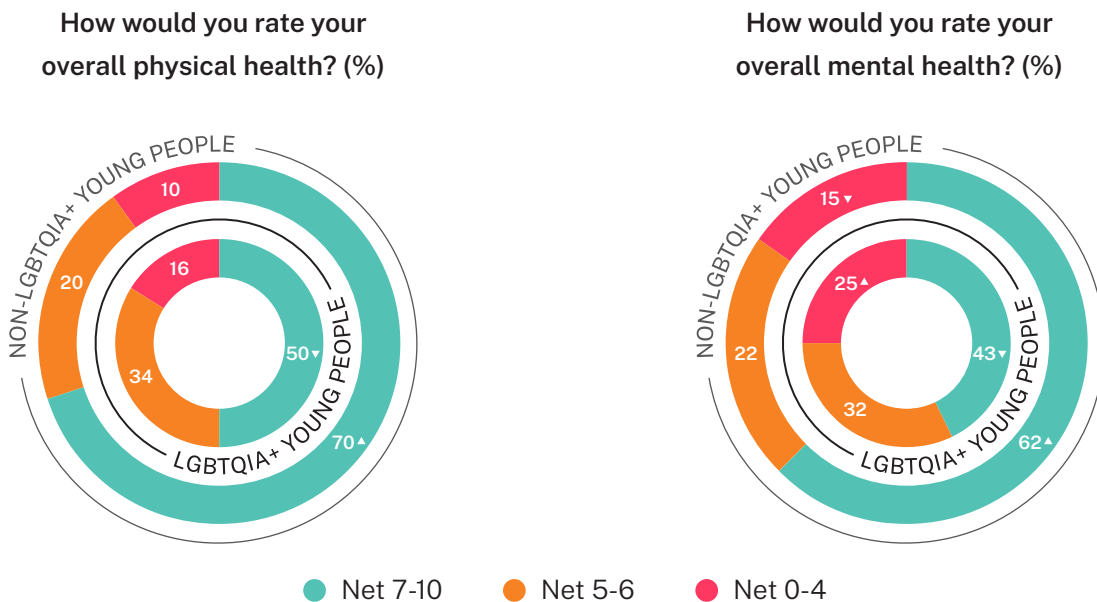 How would you rate your
overall physical health? (%)
NON-LGBTQIA+ YOUNG PEOPLE
10
20
70▲
16
34
50▼
LGBTQIA+ YOUNG PEOPLE
How would you rate your
overall mental health? (%)
NON-LGBTQIA+ YOUNG PEOPLE
15▼
22
62▲
25▲
32
43▼
LGBTQIA+ YOUNG PEOPLE
Net 7-10
Net 5-6
Net 0-4